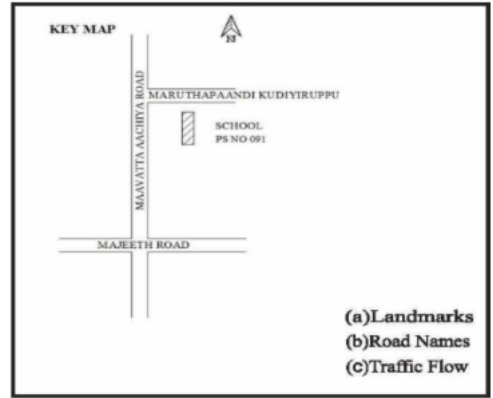 KEY MAP
N
MAAVATTA AACHIYA ROAD
MARUTHAPAANDI KUDIYIRUPPU
SCHOOL
PS NO 091
MAJEETH ROAD
(a)Landmarks
(b)Road Names
(c)Traffic Flow